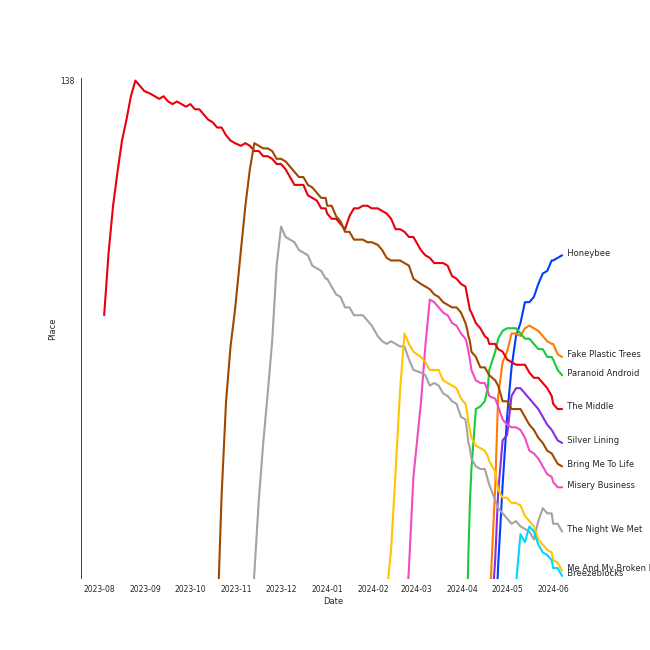 138
Honeybee
Place
Fake Plastic Trees
Paranoid Android
The Middle
Silver Lining
Bring Me To Life
Misery Business
The Night We Met
Me And My Broken
Breezeblocks
2023-08 2023-09 2023-10 2023-11 2023-12 2024-01 2024-02 2024-03 2024-04 2024-05 2024-06
Date